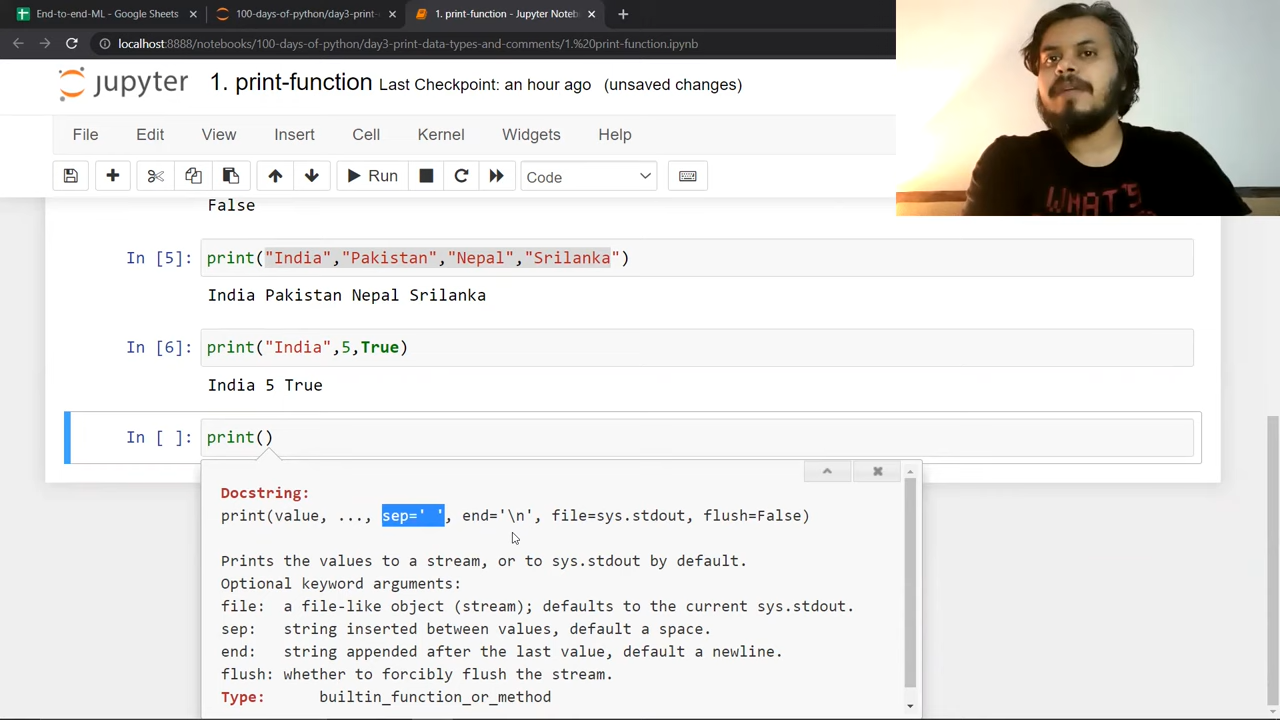 End-to-end-ML - Google Sheets
100-days-of-python/day3-print-
1. print-function - Jupyter Noteb
localhost:8888/notebooks/100-days-of-python/day3-print-data-types-and-comments/1.%20print-function.ipynb
jupyter 1. print-function Last Checkpoint: an hour ago (unsaved changes)
File Edit View Insert Cell Kernel Widgets Help
Run Code
False
In [5]: print("India","Pakistan","Nepal","Srilanka")
India Pakistan Nepal Srilanka
In [6]: print("India",5,True)
India 5 True
In [ ]: print()
Docstring:
print(value, ..., sep=' ', end='\n', file=sys.stdout, flush=False)
Prints the values to a stream, or to sys.stdout by default.
Optional keyword arguments:
file: a file-like object (stream); defaults to the current sys.stdout.
sep: string inserted between values, default a space.
end: string appended after the last value, default a newline.
flush: whether to forcibly flush the stream.
Type: builtin_function_or_method
WHAT'S